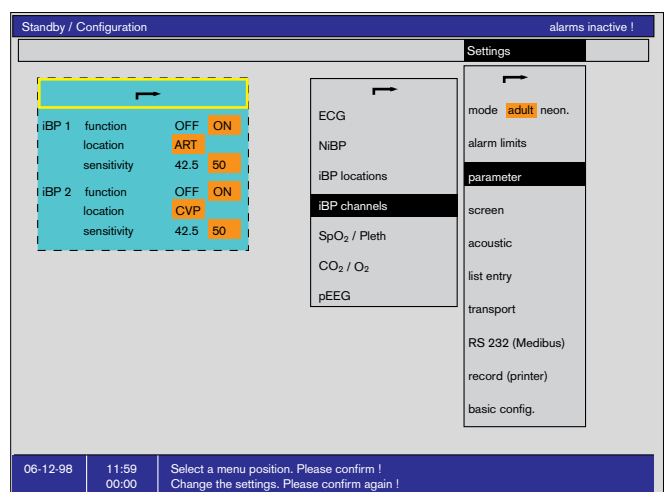 Standby / Configuration alarms inactive !
Settings
iBP 1 function OFF ON
location ART
sensitivity 42.5 50
iBP 2 function OFF ON
location CVP
sensitivity 42.5 50
ECG
NiBP
iBP locations
iBP channels
SpO₂ / Pleth
CO₂ / O₂
pEEG
mode adult neon.
alarm limits
parameter
screen
acoustic
list entry
transport
RS 232 (Medibus)
record (printer)
basic config.
06-12-98 11:59 Select a menu position. Please confirm !
00:00 Change the settings. Please confirm again !